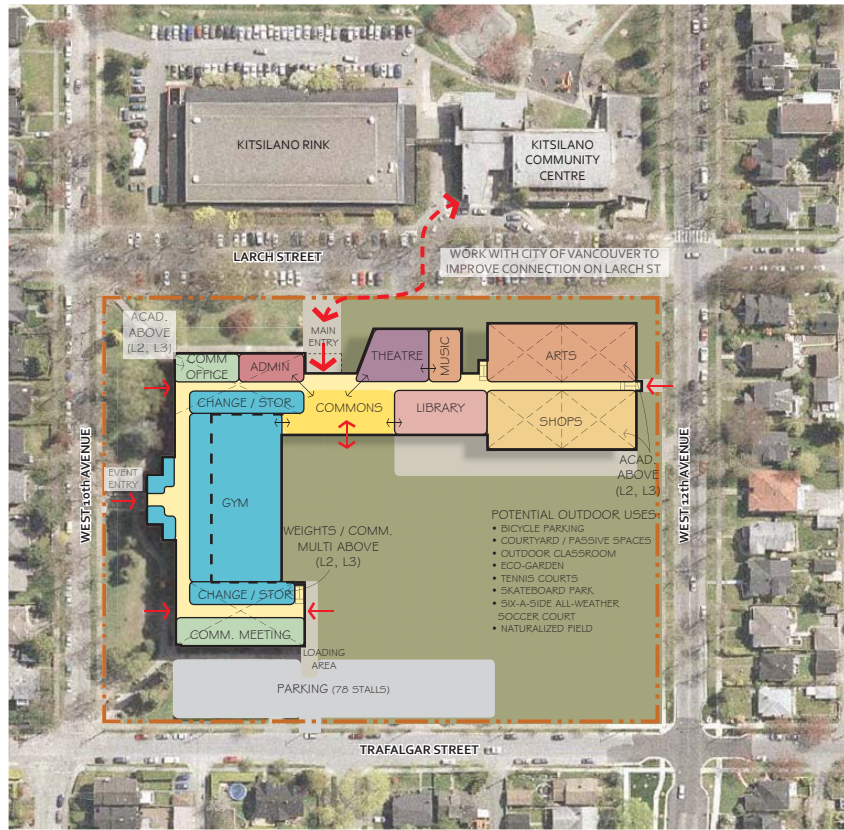 KITSILANO RINK
KITSILANO
COMMUNITY
CENTRE
LARCH STREET
WORK WITH CITY OF VANCOUVER TO
IMPROVE CONNECTION ON LARCH ST
ACAD.
ABOVE
(L2, L3)
MAIN
ENTRY
COMM
OFFICE
ADMIN
THEATRE
MUSIC
ARTS
CHANGE / STOR.
COMMONS
LIBRARY
SHOPS
ACAD.
ABOVE
(L2, L3)
WEST 10th AVENUE
EVENT
ENTRY
GYM
WEST 12th AVENUE
WEIGHTS / COMM.
MULTI ABOVE
(L2, L3)
POTENTIAL OUTDOOR USES:
• BICYCLE PARKING
• COURTYARD / PASSIVE SPACES
• OUTDOOR CLASSROOM
• ECO-GARDEN
• TENNIS COURTS
• SKATEBOARD PARK
• SIX-A-SIDE ALL-WEATHER
SOCCER COURT
• NATURALIZED FIELD
CHANGE / STOR.
COMM. MEETING
LOADING
AREA
PARKING (78 STALLS)
TRAFALGAR STREET